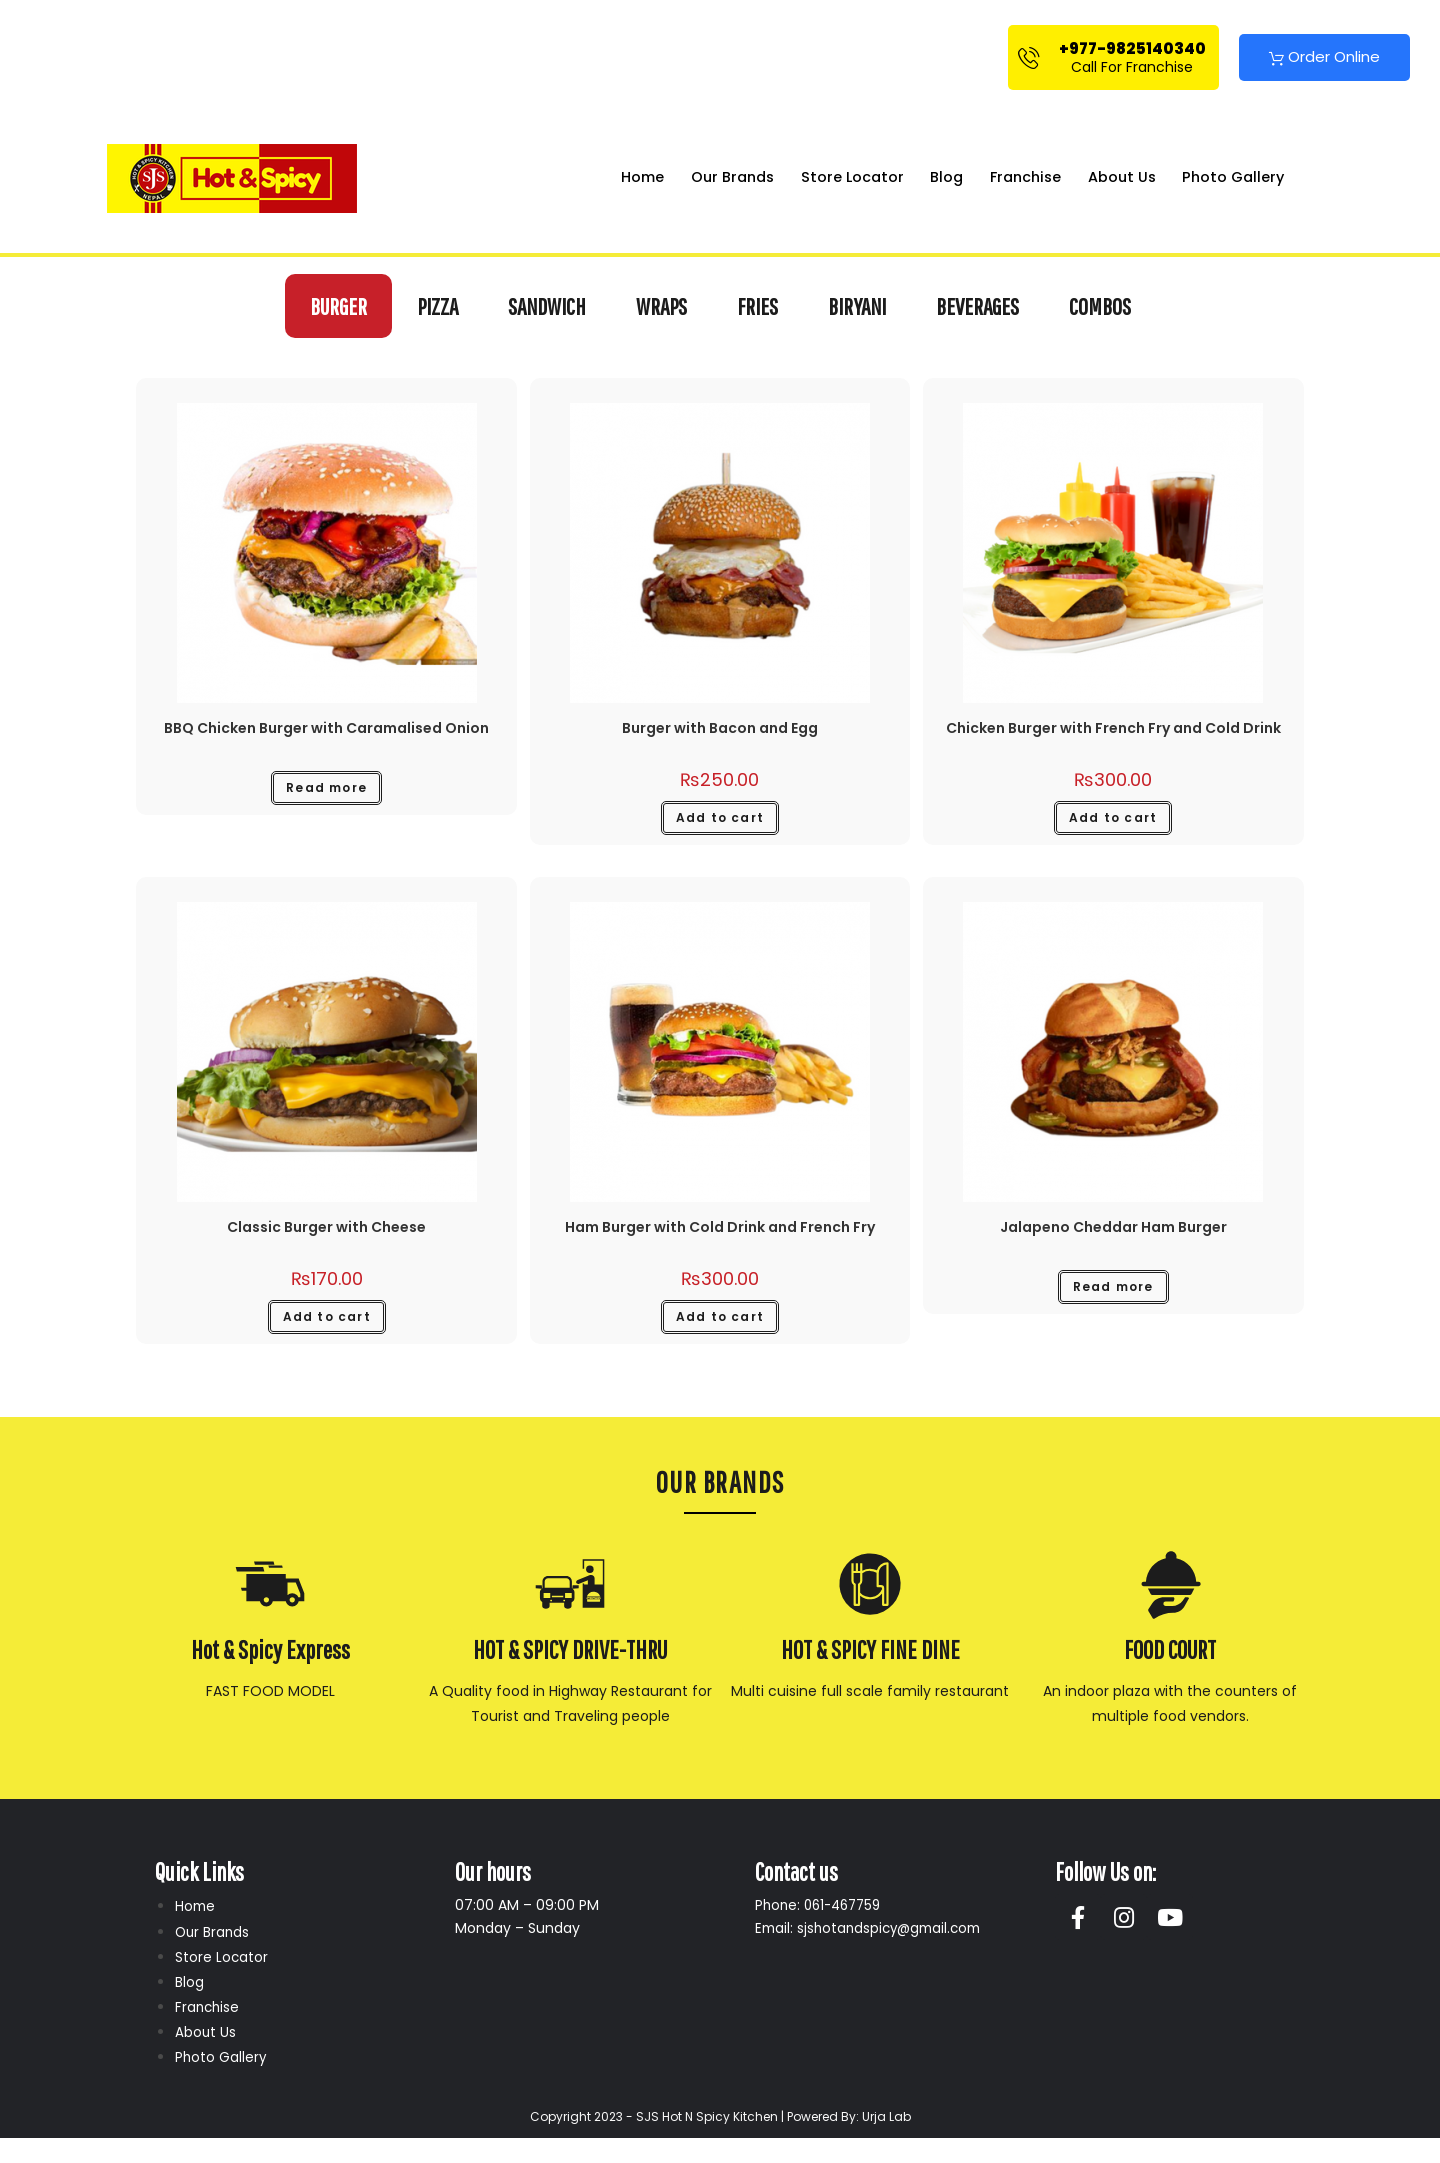 +977-9825140340
Call For Franchise
Order Online
HOT & SPICY KITCHEN
SJS
NEPAL
Hot & Spicy
Home
Our Brands
Store Locator
Blog
Franchise
About Us
Photo Gallery
BURGER
PIZZA
SANDWICH
WRAPS
FRIES
BIRYANI
BEVERAGES
COMBOS
BBQ Chicken Burger with Caramalised Onion
Read more
Burger with Bacon and Egg
₨250.00
Add to cart
Chicken Burger with French Fry and Cold Drink
₨300.00
Add to cart
Classic Burger with Cheese
₨170.00
Add to cart
Ham Burger with Cold Drink and French Fry
₨300.00
Add to cart
Jalapeno Cheddar Ham Burger
Read more
OUR BRANDS
Hot & Spicy Express
FAST FOOD MODEL
HOT & SPICY DRIVE-THRU
A Quality food in Highway Restaurant for
Tourist and Traveling people
HOT & SPICY FINE DINE
Multi cuisine full scale family restaurant
FOOD COURT
An indoor plaza with the counters of
multiple food vendors.
Quick Links
Home
Our Brands
Store Locator
Blog
Franchise
About Us
Photo Gallery
Our hours
07:00 AM – 09:00 PM
Monday – Sunday
Contact us
Phone: 061-467759
Email: sjshotandspicy@gmail.com
Follow Us on:
Copyright 2023 - SJS Hot N Spicy Kitchen | Powered By: Urja Lab